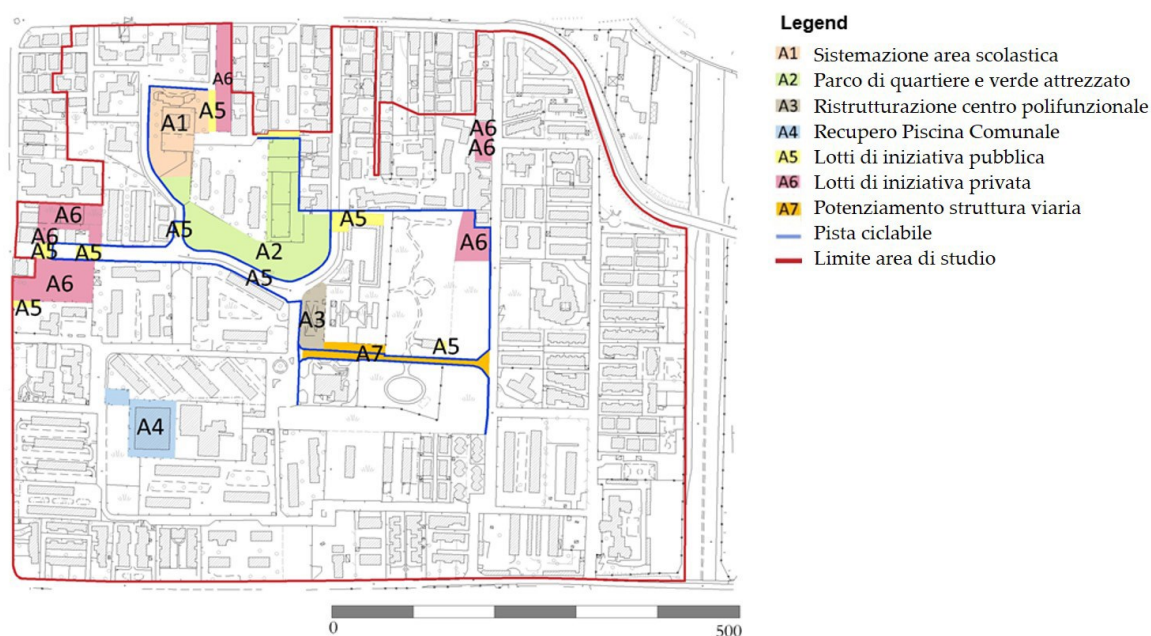 Legend
A1 Sistemazione area scolastica
A2 Parco di quartiere e verde attrezzato
A3 Ristrutturazione centro polifunzionale
A4 Recupero Piscina Comunale
A5 Lotti di iniziativa pubblica
A6 Lotti di iniziativa privata
A7 Potenziamento struttura viaria
Pista ciclabile
Limite area di studio
A6
A5
A1
A6
A6
A6
A5
A5
A6
A6
A5
A5
A2
A5
A6
A5
A3
A7
A5
A4
0
500